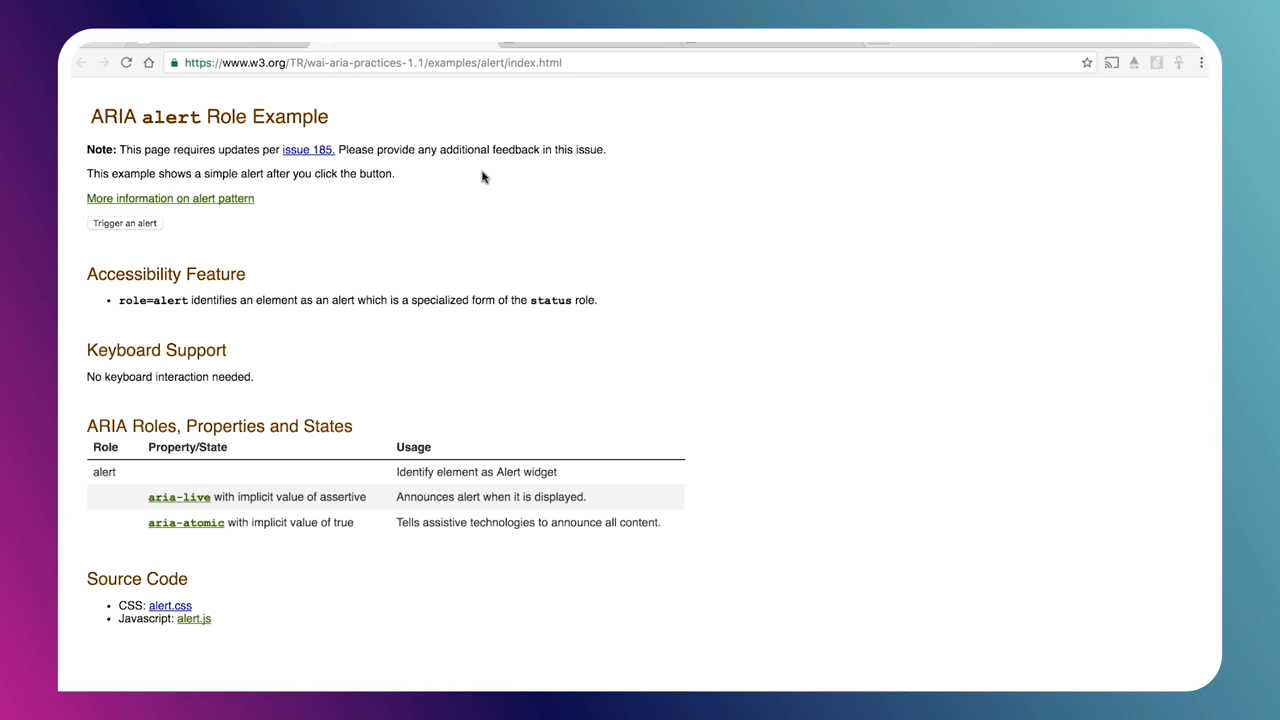 https://www.w3.org/TR/wai-aria-practices-1.1/examples/alert/index.html
ARIA alert Role Example
Note: This page requires updates per issue 185. Please provide any additional feedback in this issue.
This example shows a simple alert after you click the button.
More information on alert pattern
Trigger an alert
Accessibility Feature
• role=alert identifies an element as an alert which is a specialized form of the status role.
Keyboard Support
No keyboard interaction needed.
ARIA Roles, Properties and States
Role Property/State Usage
alert Identify element as Alert widget
aria-live with implicit value of assertive Announces alert when it is displayed.
aria-atomic with implicit value of true Tells assistive technologies to announce all content.
Source Code
• CSS: alert.css
• Javascript: alert.js